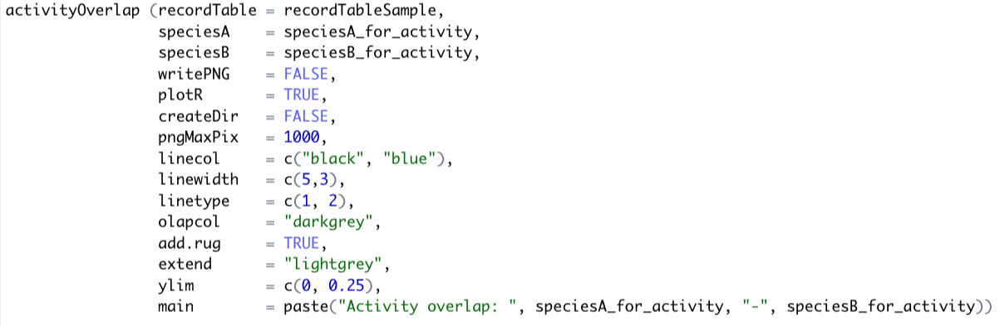 activityOverlap (recordTable = recordTableSample,
speciesA = speciesA_for_activity,
speciesB = speciesB_for_activity,
writePNG = FALSE,
plotR = TRUE,
createDir = FALSE,
pngMaxPix = 1000,
linecol = c("black", "blue"),
linewidth = c(5,3),
linetype = c(1, 2),
olapcol = "darkgrey",
add.rug = TRUE,
extend = "lightgrey",
ylim = c(0, 0.25),
main = paste("Activity overlap: ", speciesA_for_activity, "-", speciesB_for_activity))